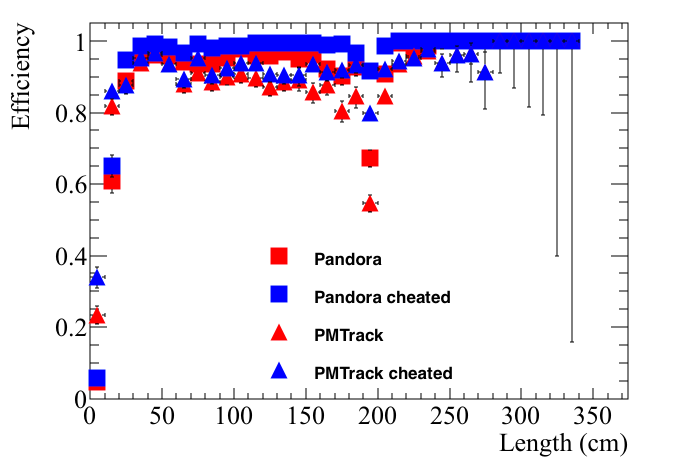 Efficiency
1
0.8
0.6
0.4
0.2
0
Pandora
Pandora cheated
PMTrack
PMTrack cheated
0 50 100 150 200 250 300 350
Length (cm)